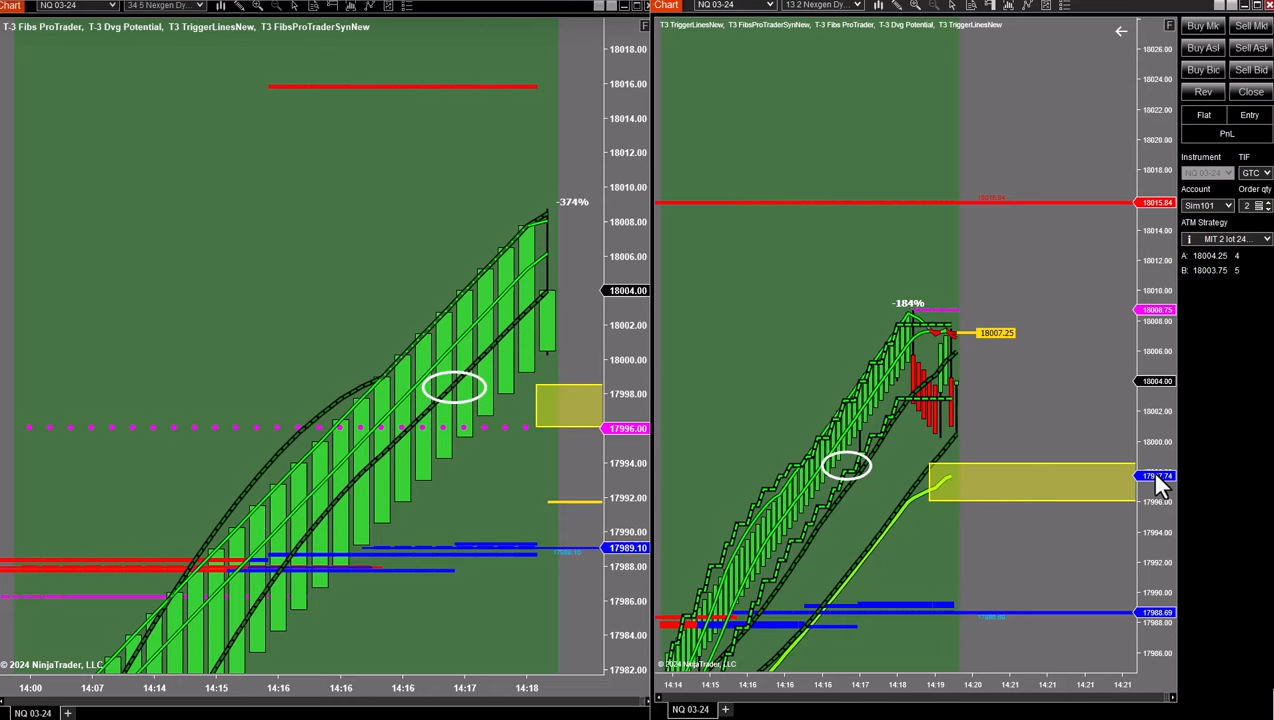 Chart NQ 03-24 34 5 Nexgen Dy...
T-3 Fibs ProTrader, T-3 Dvg Potential, T3 TriggerLinesNew, T3 FibsProTraderSynNew
F
18018.00
18016.00
18014.00
18012.00
18010.00
-374%
18008.00
18006.00
18004.00
18002.00
18000.00
17998.00
17996.00
17994.00
17992.00
17990.00
17989.10
17989.10
17988.00
17986.00
17984.00
17982.00
© 2024 NinjaTrader, LLC
14:00 14:07 14:14 14:15 14:16 14:16 14:16 14:17 14:18
NQ 03-24 +
Chart NQ 03-24 13 2 Nexgen Dy...
T3 TriggerLinesNew, T3 FibsProTraderSynNew, T-3 Fibs ProTrader, T-3 Dvg Potential, T3 TriggerLinesNew
F
18026.00
18024.00
18022.00
18020.00
18018.00
18015.84
18015.84
18014.00
18012.00
18010.00
-184%
18008.75
18008.00
18007.25
18006.00
18004.00
18002.00
18000.00
17996.00
17994.00
17992.00
17990.00
17988.69
17988.69
17988.00
17986.00
© 2024 NinjaTrader, LLC
14:14 14:15 14:16 14:16 14:17 14:18 14:19 14:20 14:21 14:21 14:21 14:21
NQ 03-24 +
Buy Mk Sell Mk
Buy Ask Sell Ask
Buy Bid Sell Bid
Rev Close
Flat Entry
PnL
Instrument TIF
NQ 03-24 GTC
Account Order qty
Sim101 2
ATM Strategy
MIT 2 lot 24...
A: 18004.25 4
B: 18003.75 5